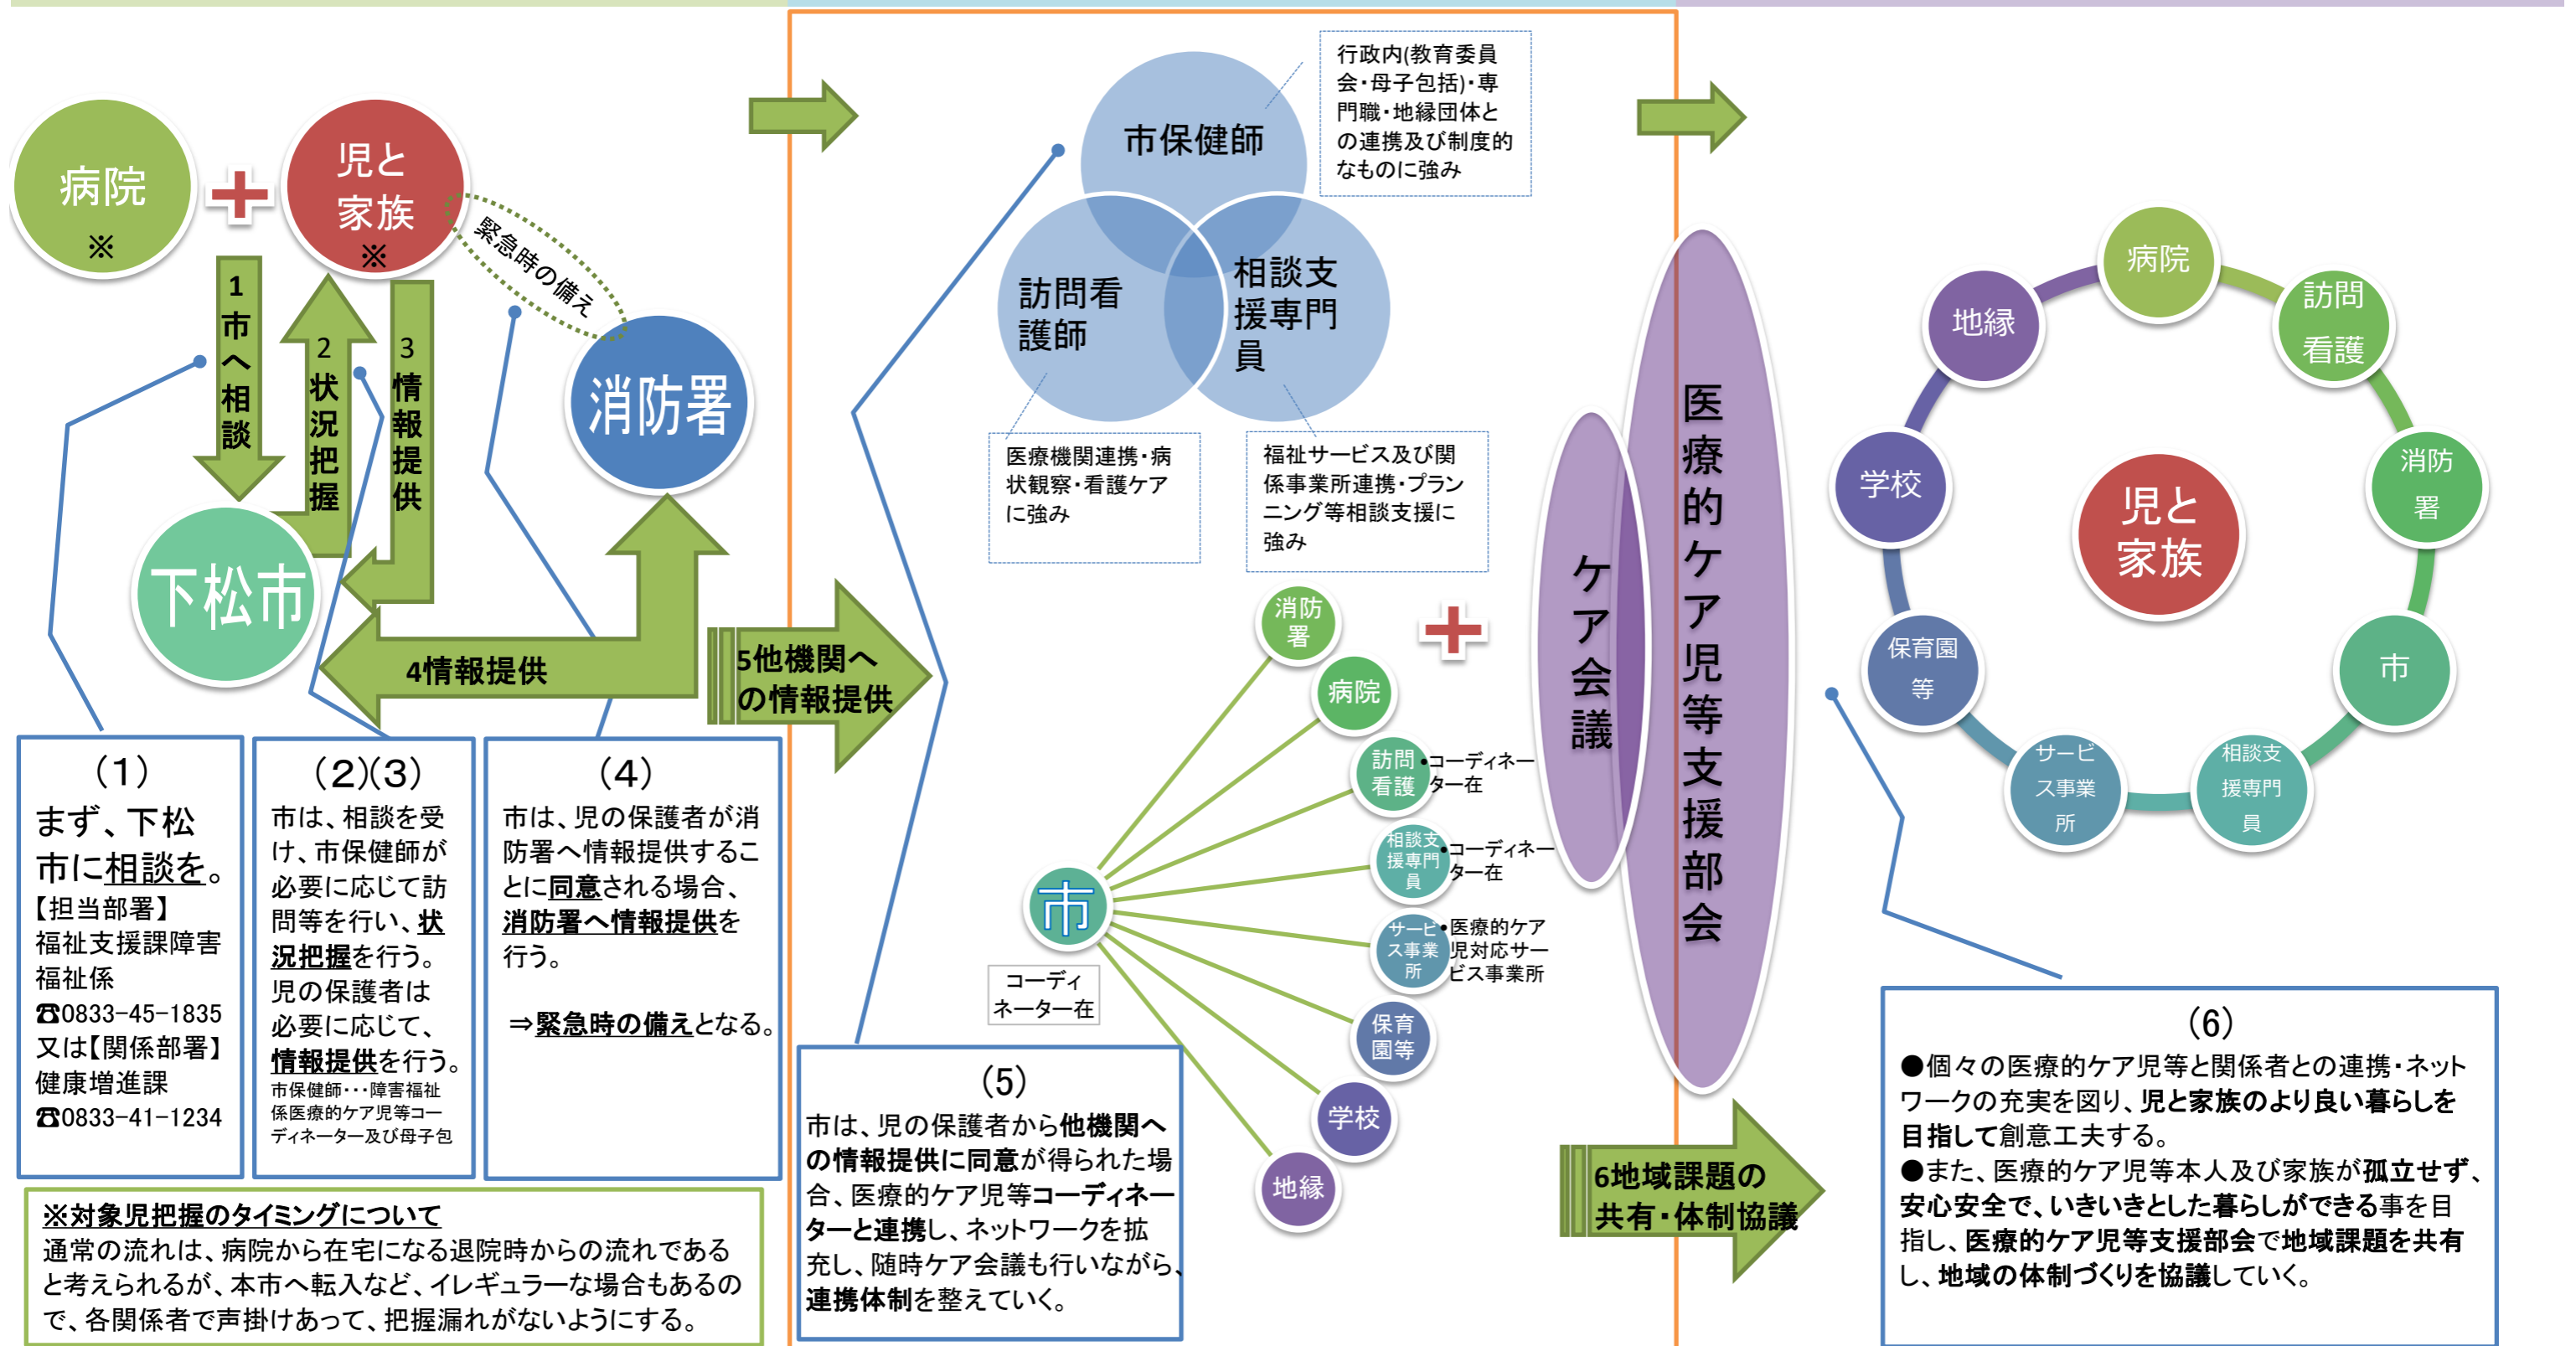 病院
※
児と
家族
※
緊急時の備え
消防署
1市へ相談
2状況把握
3情報提供
下松市
4情報提供
5他機関へ
の情報提供
(1)
まず、下松
市に相談を。
【担当部署】
福祉支援課障害
福祉係
☎0833-45-1835
又は【関係部署】
健康増進課
☎0833-41-1234
(2)(3)
市は、相談を受
け、市保健師が
必要に応じて訪
問等を行い、状
況把握を行う。
児の保護者は
必要に応じて、
情報提供を行う。
市保健師・・・障害福祉
係医療的ケア児等コー
ディネーター及び母子包
(4)
市は、児の保護者が消
防署へ情報提供するこ
とに同意される場合、
消防署へ情報提供を
行う。
⇒緊急時の備えとなる。
※対象児把握のタイミングについて
通常の流れは、病院から在宅になる退院時からの流れである
と考えられるが、本市へ転入など、イレギュラーな場合もあるの
で、各関係者で声掛けあって、把握漏れがないようにする。
市保健師
訪問看
護師
相談支
援専門
員
行政内(教育委員
会・母子包括)・専
門職・地縁団体と
の連携及び制度的
なものに強み
医療機関連携・病
状観察・看護ケア
に強み
福祉サービス及び関
係事業所連携・プラン
ニング等相談支援に
強み
市
コーディ
ネーター在
消防
署
病院
訪問
看護
•コーディネー
ター在
相談支
援専門
員
•コーディネー
ター在
サービ
ス事業
所
•医療的ケア
児対応サー
ビス事業所
保育
園等
学校
地縁
(5)
市は、児の保護者から他機関へ
の情報提供に同意が得られた場
合、医療的ケア児等コーディネー
ターと連携し、ネットワークを拡
充し、随時ケア会議も行いながら、
連携体制を整えていく。
ケア会議
医療的ケア児等支援部会
6地域課題の
共有・体制協議
病院
訪問
看護
消防
署
市
相談支
援専門
員
サービ
ス事業
所
保育園
等
学校
地縁
児と
家族
(6)
●個々の医療的ケア児等と関係者との連携・ネット
ワークの充実を図り、児と家族のより良い暮らしを
目指して創意工夫する。
●また、医療的ケア児等本人及び家族が孤立せず、
安心安全で、いきいきとした暮らしができる事を目
指し、医療的ケア児等支援部会で地域課題を共有
し、地域の体制づくりを協議していく。